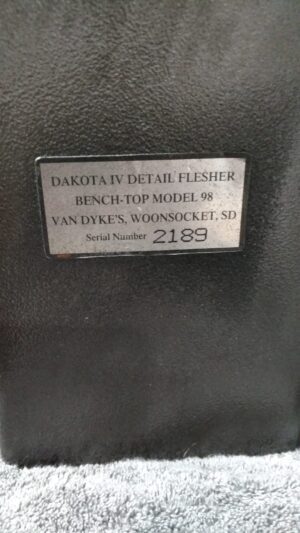 DAKOTA IV DETAIL FLESHER
BENCH-TOP MODEL 98
VAN DYKE'S, WOONSOCKET, SD
Serial Number 2189